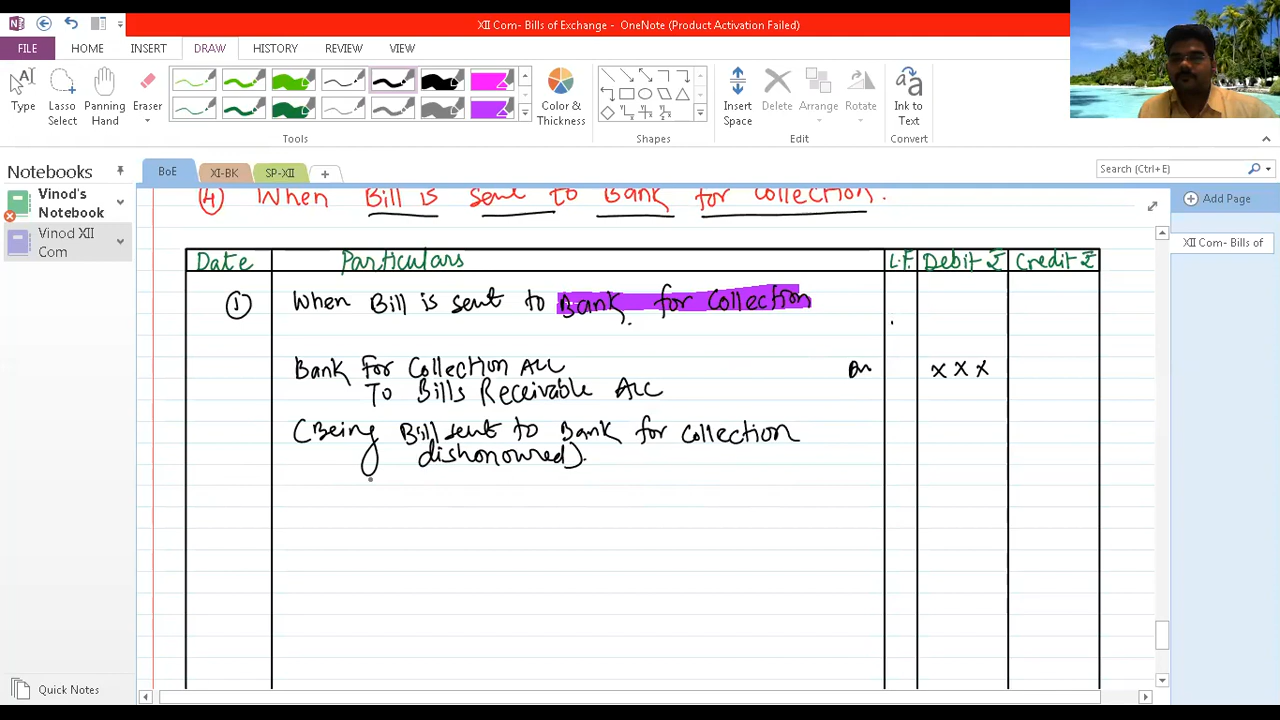 XII Com- Bills of Exchange - OneNote (Product Activation Failed)
FILE HOME INSERT DRAW HISTORY REVIEW VIEW
Type
Lasso Select
Panning Hand
Eraser
Color & Thickness
Insert Space
Delete
Arrange
Rotate
Ink to Text
Tools
Shapes
Edit
Convert
Notebooks
BoE XI-BK SP-XII
Search (Ctrl+E)
Vinod's Notebook
Vinod XII Com
Add Page
XII Com- Bills of
(4) When Bill is sent to Bank for Collection.
Date Particulars L.F. Debit ₹ Credit ₹
① When Bill is sent to Bank for Collection
Bank For Collection A/c Dr x x x
To Bills Receivable A/c
(Being Bill sent to Bank for Collection
dishonoured).
Quick Notes